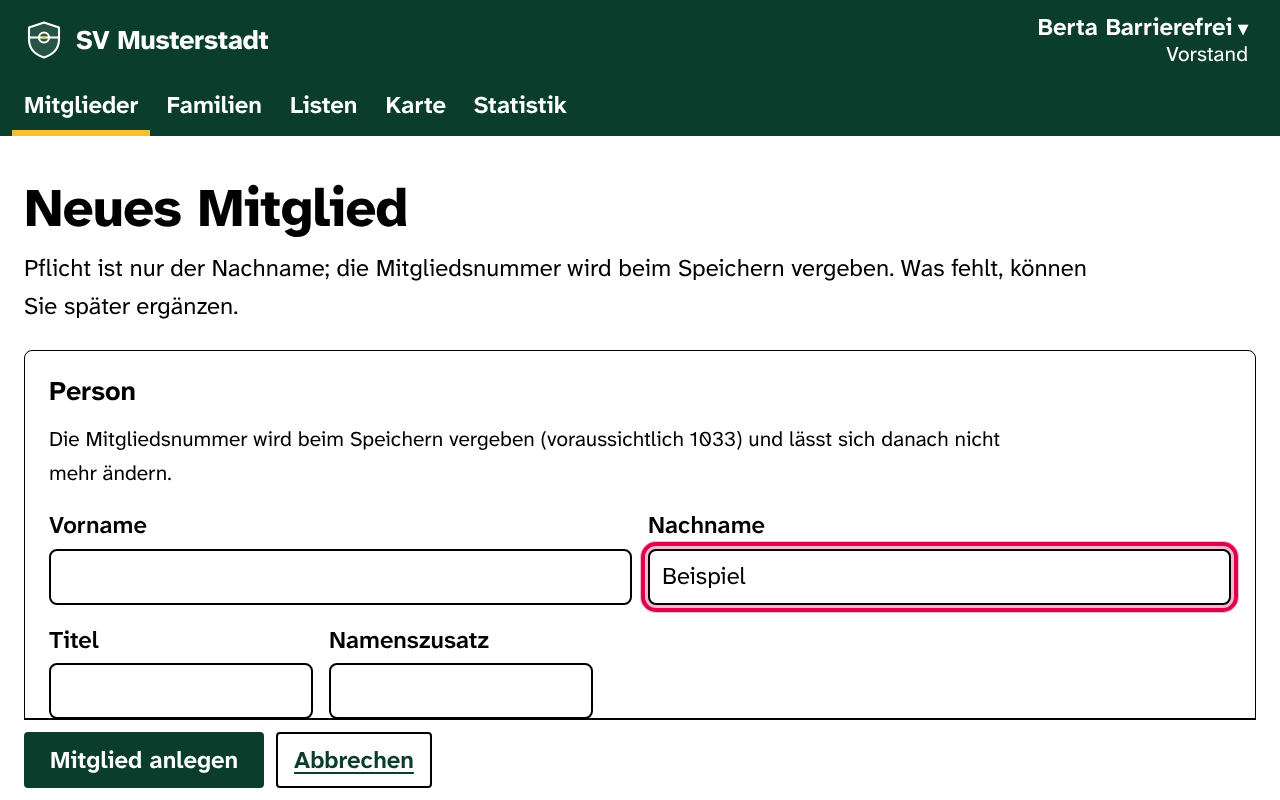 SV Musterstadt
Berta Barrierefrei ▾
Vorstand
Mitglieder Familien Listen Karte Statistik
Neues Mitglied
Pflicht ist nur der Nachname; die Mitgliedsnummer wird beim Speichern vergeben. Was fehlt, können
Sie später ergänzen.
Person
Die Mitgliedsnummer wird beim Speichern vergeben (voraussichtlich 1033) und lässt sich danach nicht
mehr ändern.
Vorname Nachname
Beispiel
Titel Namenszusatz
Mitglied anlegen Abbrechen